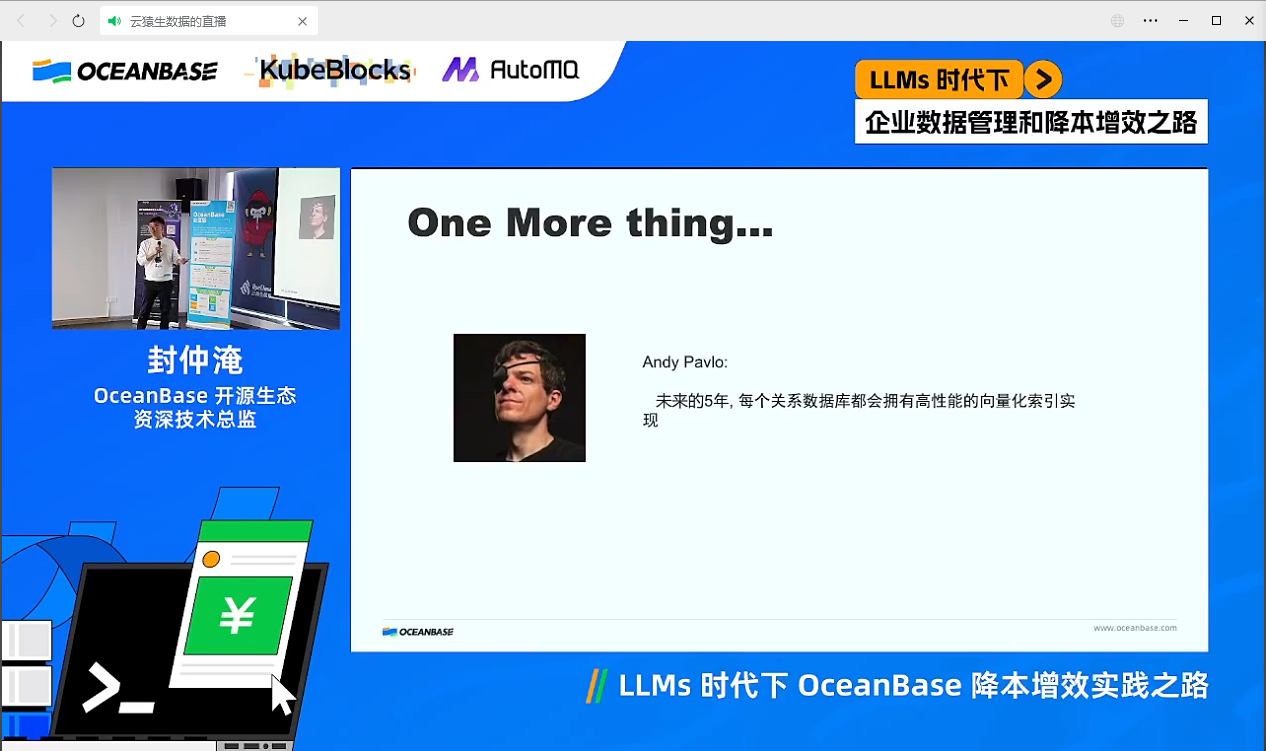 云猿生数据的直播
OCEANBASE
KubeBlocks
AutoMQ
LLMs 时代下
企业数据管理和降本增效之路
OceanBase
封仲淹
OceanBase 开源生态
资深技术总监
One More thing...
Andy Pavlo:
未来的5年, 每个关系数据库都会拥有高性能的向量化索引实
现
OCEANBASE
www.oceanbase.com
¥
>_
LLMs 时代下 OceanBase 降本增效实践之路